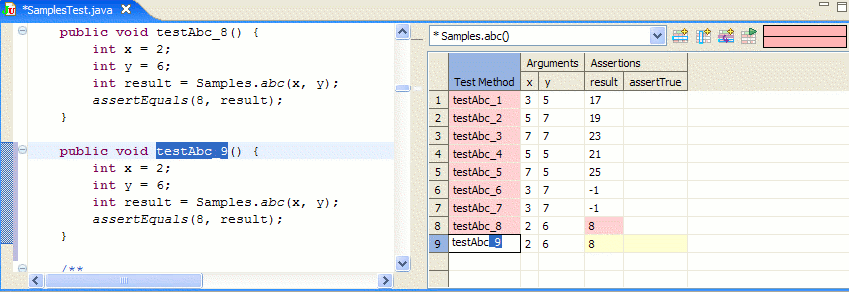 *SamplesTest.java
public void testAbc_8() {
int x = 2;
int y = 6;
int result = Samples.abc(x, y);
assertEquals(8, result);
}
public void testAbc_9() {
int x = 2;
int y = 6;
int result = Samples.abc(x, y);
assertEquals(8, result);
}
/**
* Samples.abc()
Arguments Assertions
Test Method x y result assertTrue
1 testAbc_1 3 5 17
2 testAbc_2 5 7 19
3 testAbc_3 7 7 23
4 testAbc_4 5 5 21
5 testAbc_5 7 5 25
6 testAbc_6 3 7 -1
7 testAbc_7 3 7 -1
8 testAbc_8 2 6 8
9 testAbc_9 2 6 8